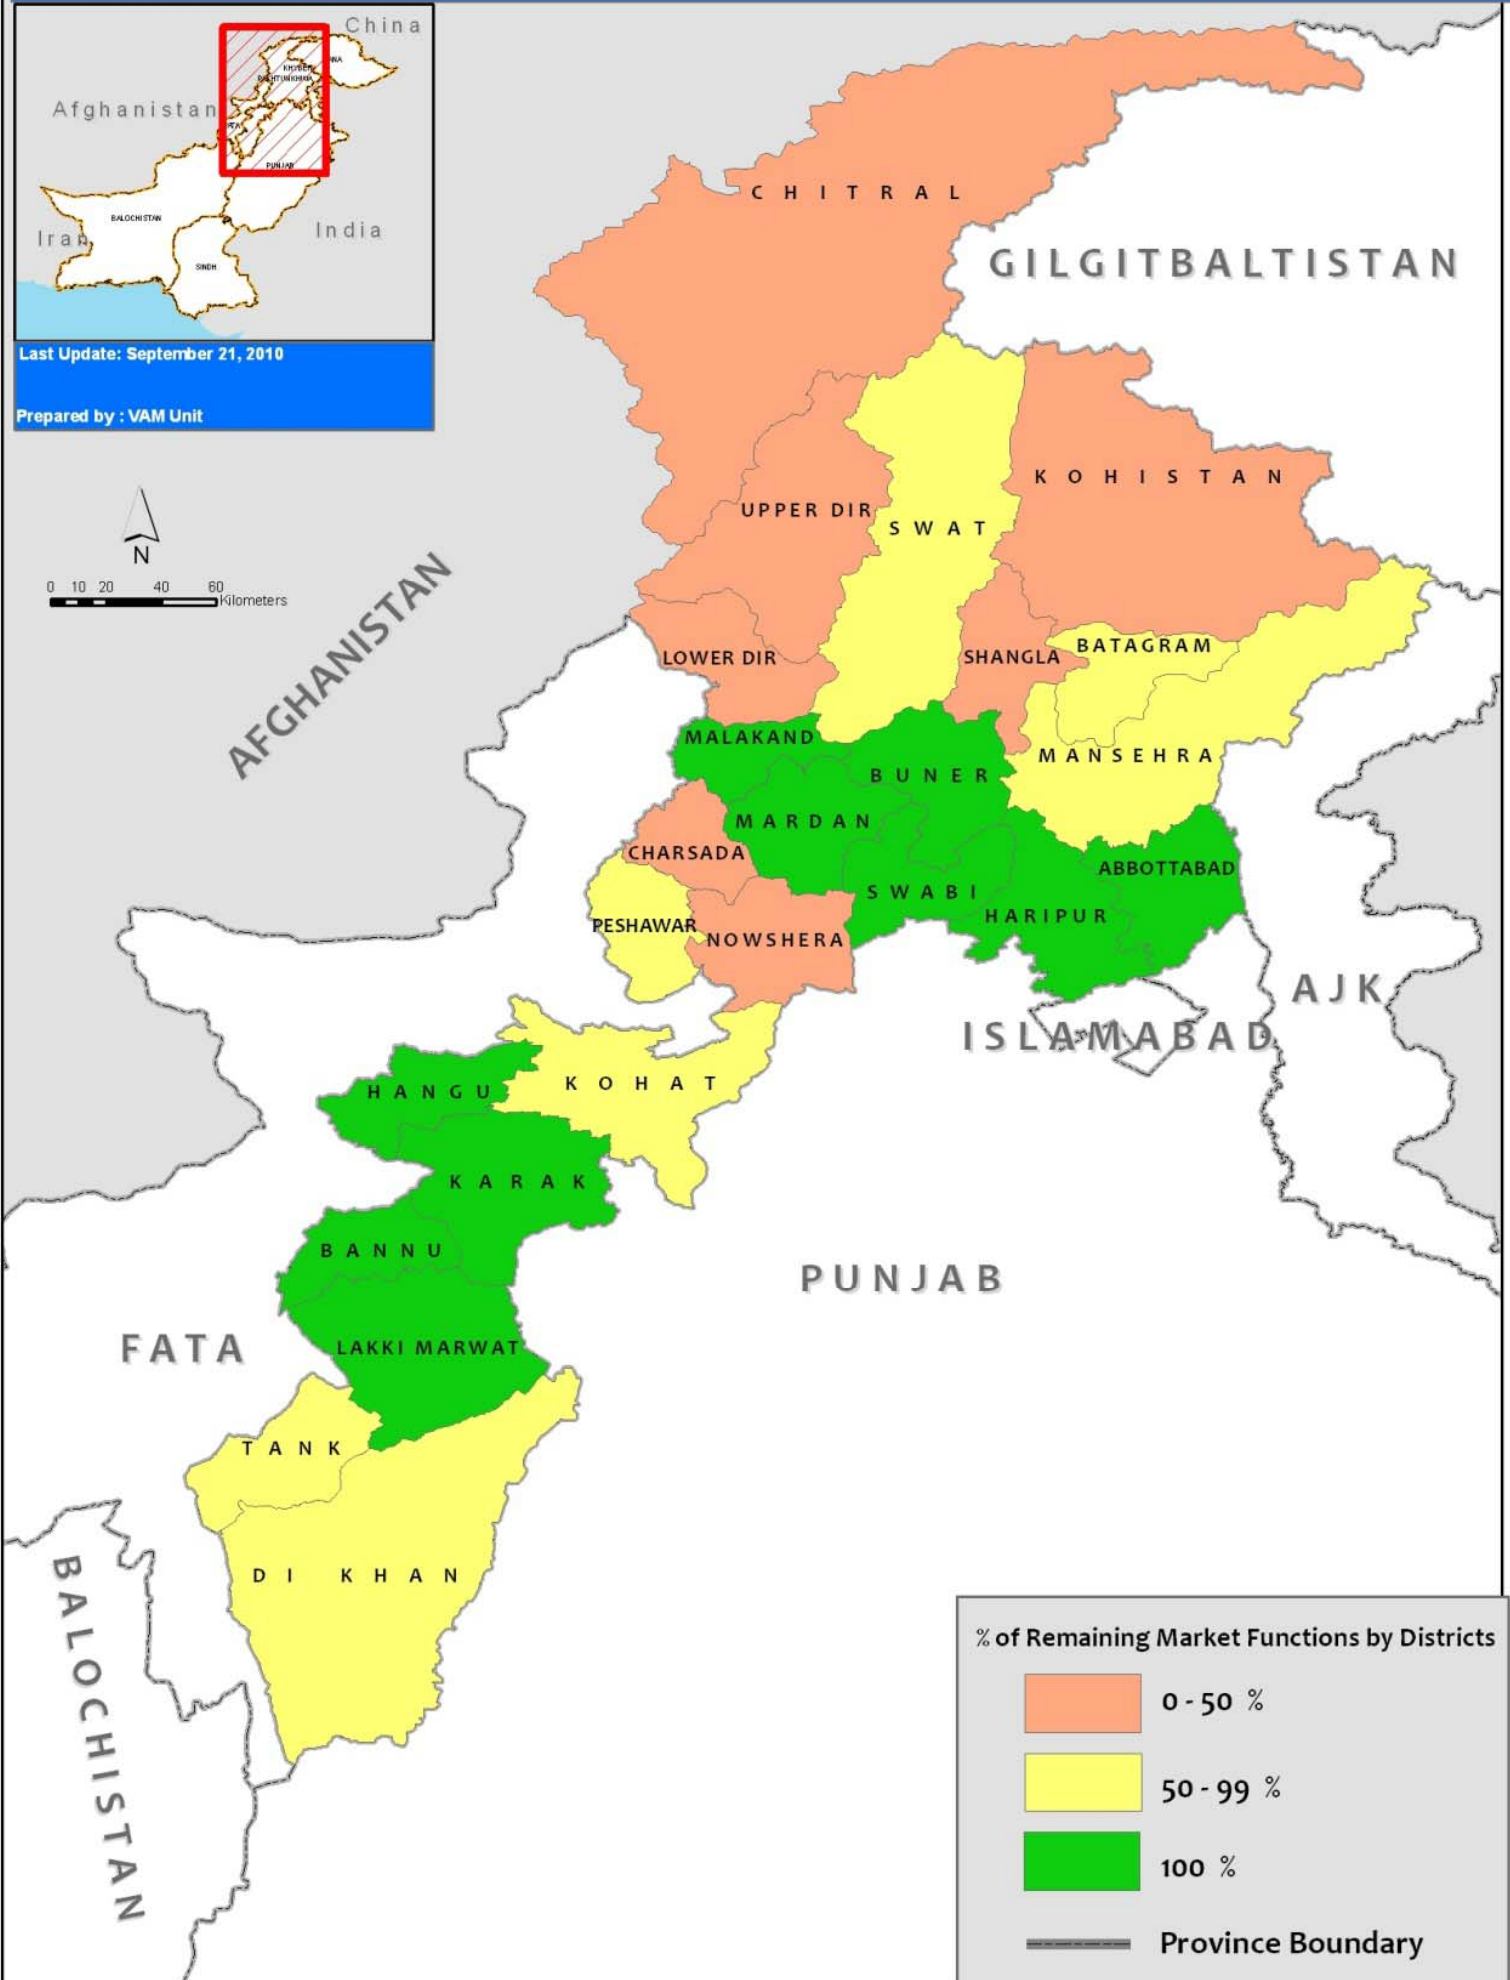 China
KHYBER
PAKHTUNKHWA
Afghanistan
PUNJAB
BALOCHISTAN
India
Iran
SINDH
Last Update: September 21, 2010
Prepared by : VAM Unit
N
0 10 20 40 60
Kilometers
CHITRAL
GILGITBALTISTAN
KOHISTAN
UPPER DIR
SWAT
AFGHANISTAN
LOWER DIR
SHANGLA
BATAGRAM
MALAKAND
MANSEHRA
BUNER
MARDAN
CHARSADA
ABBOTTABAD
SWABI
HARIPUR
PESHAWAR
NOWSHERA
AJK
ISLAMABAD
HANGU
KOHAT
KARAK
BANNU
PUNJAB
FATA
LAKKI MARWAT
TANK
DI KHAN
BALOCHISTAN
% of Remaining Market Functions by Districts
0 - 50 %
50 - 99 %
100 %
Province Boundary